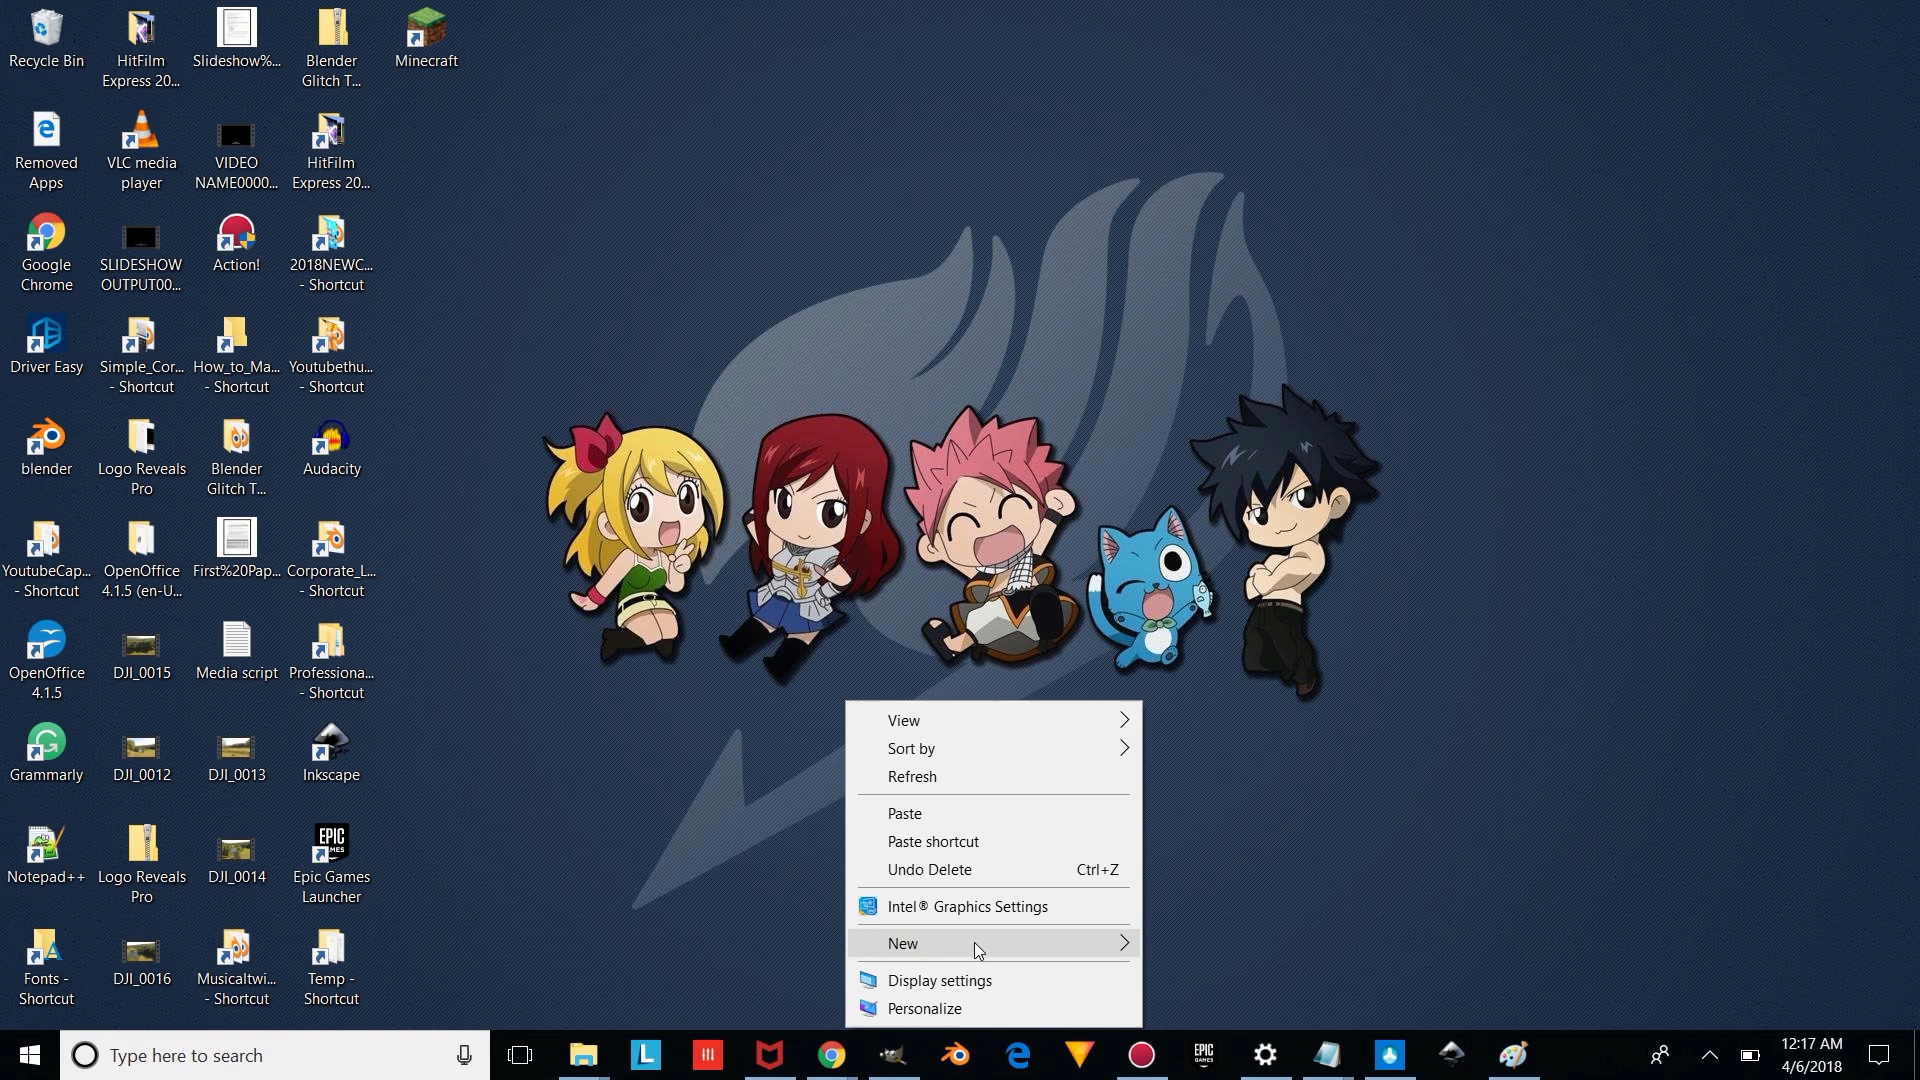 Recycle Bin
HitFilm
Express 20...
Slideshow%...
Blender
Glitch T...
Minecraft
Removed
Apps
VLC media
player
VIDEO
NAME0000...
HitFilm
Express 20...
Google
Chrome
SLIDESHOW
OUTPUT00...
Action!
2018NEWC...
- Shortcut
Driver Easy
Simple_Cor...
- Shortcut
How_to_Ma...
- Shortcut
Youtubethu...
- Shortcut
blender
Logo Reveals
Pro
Blender
Glitch T...
Audacity
YoutubeCap...
- Shortcut
OpenOffice
4.1.5 (en-U...
First%20Pap...
Corporate_L...
- Shortcut
OpenOffice
4.1.5
DJI_0015
Media script
Professiona...
- Shortcut
Grammarly
DJI_0012
DJI_0013
Inkscape
Notepad++
Logo Reveals
Pro
DJI_0014
EPIC
GAMES
Epic Games
Launcher
Fonts -
Shortcut
DJI_0016
Musicaltwi...
- Shortcut
Temp -
Shortcut
View
Sort by
Refresh
Paste
Paste shortcut
Undo Delete Ctrl+Z
Intel® Graphics Settings
New
Display settings
Personalize
Type here to search
L
EPIC
GAMES
12:17 AM
4/6/2018